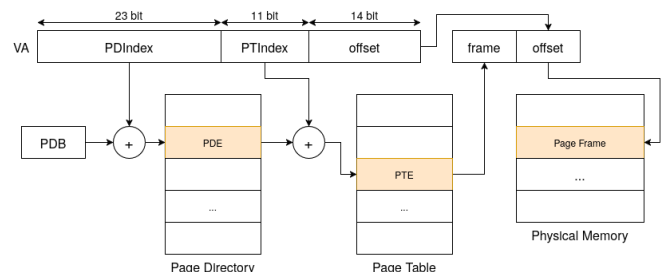 23 bit 11 bit 14 bit
VA PDIndex PTIndex offset frame offset
PDB + PDE + Page Frame
PTE ...
... ...
Physical Memory
Page Directory Page Table